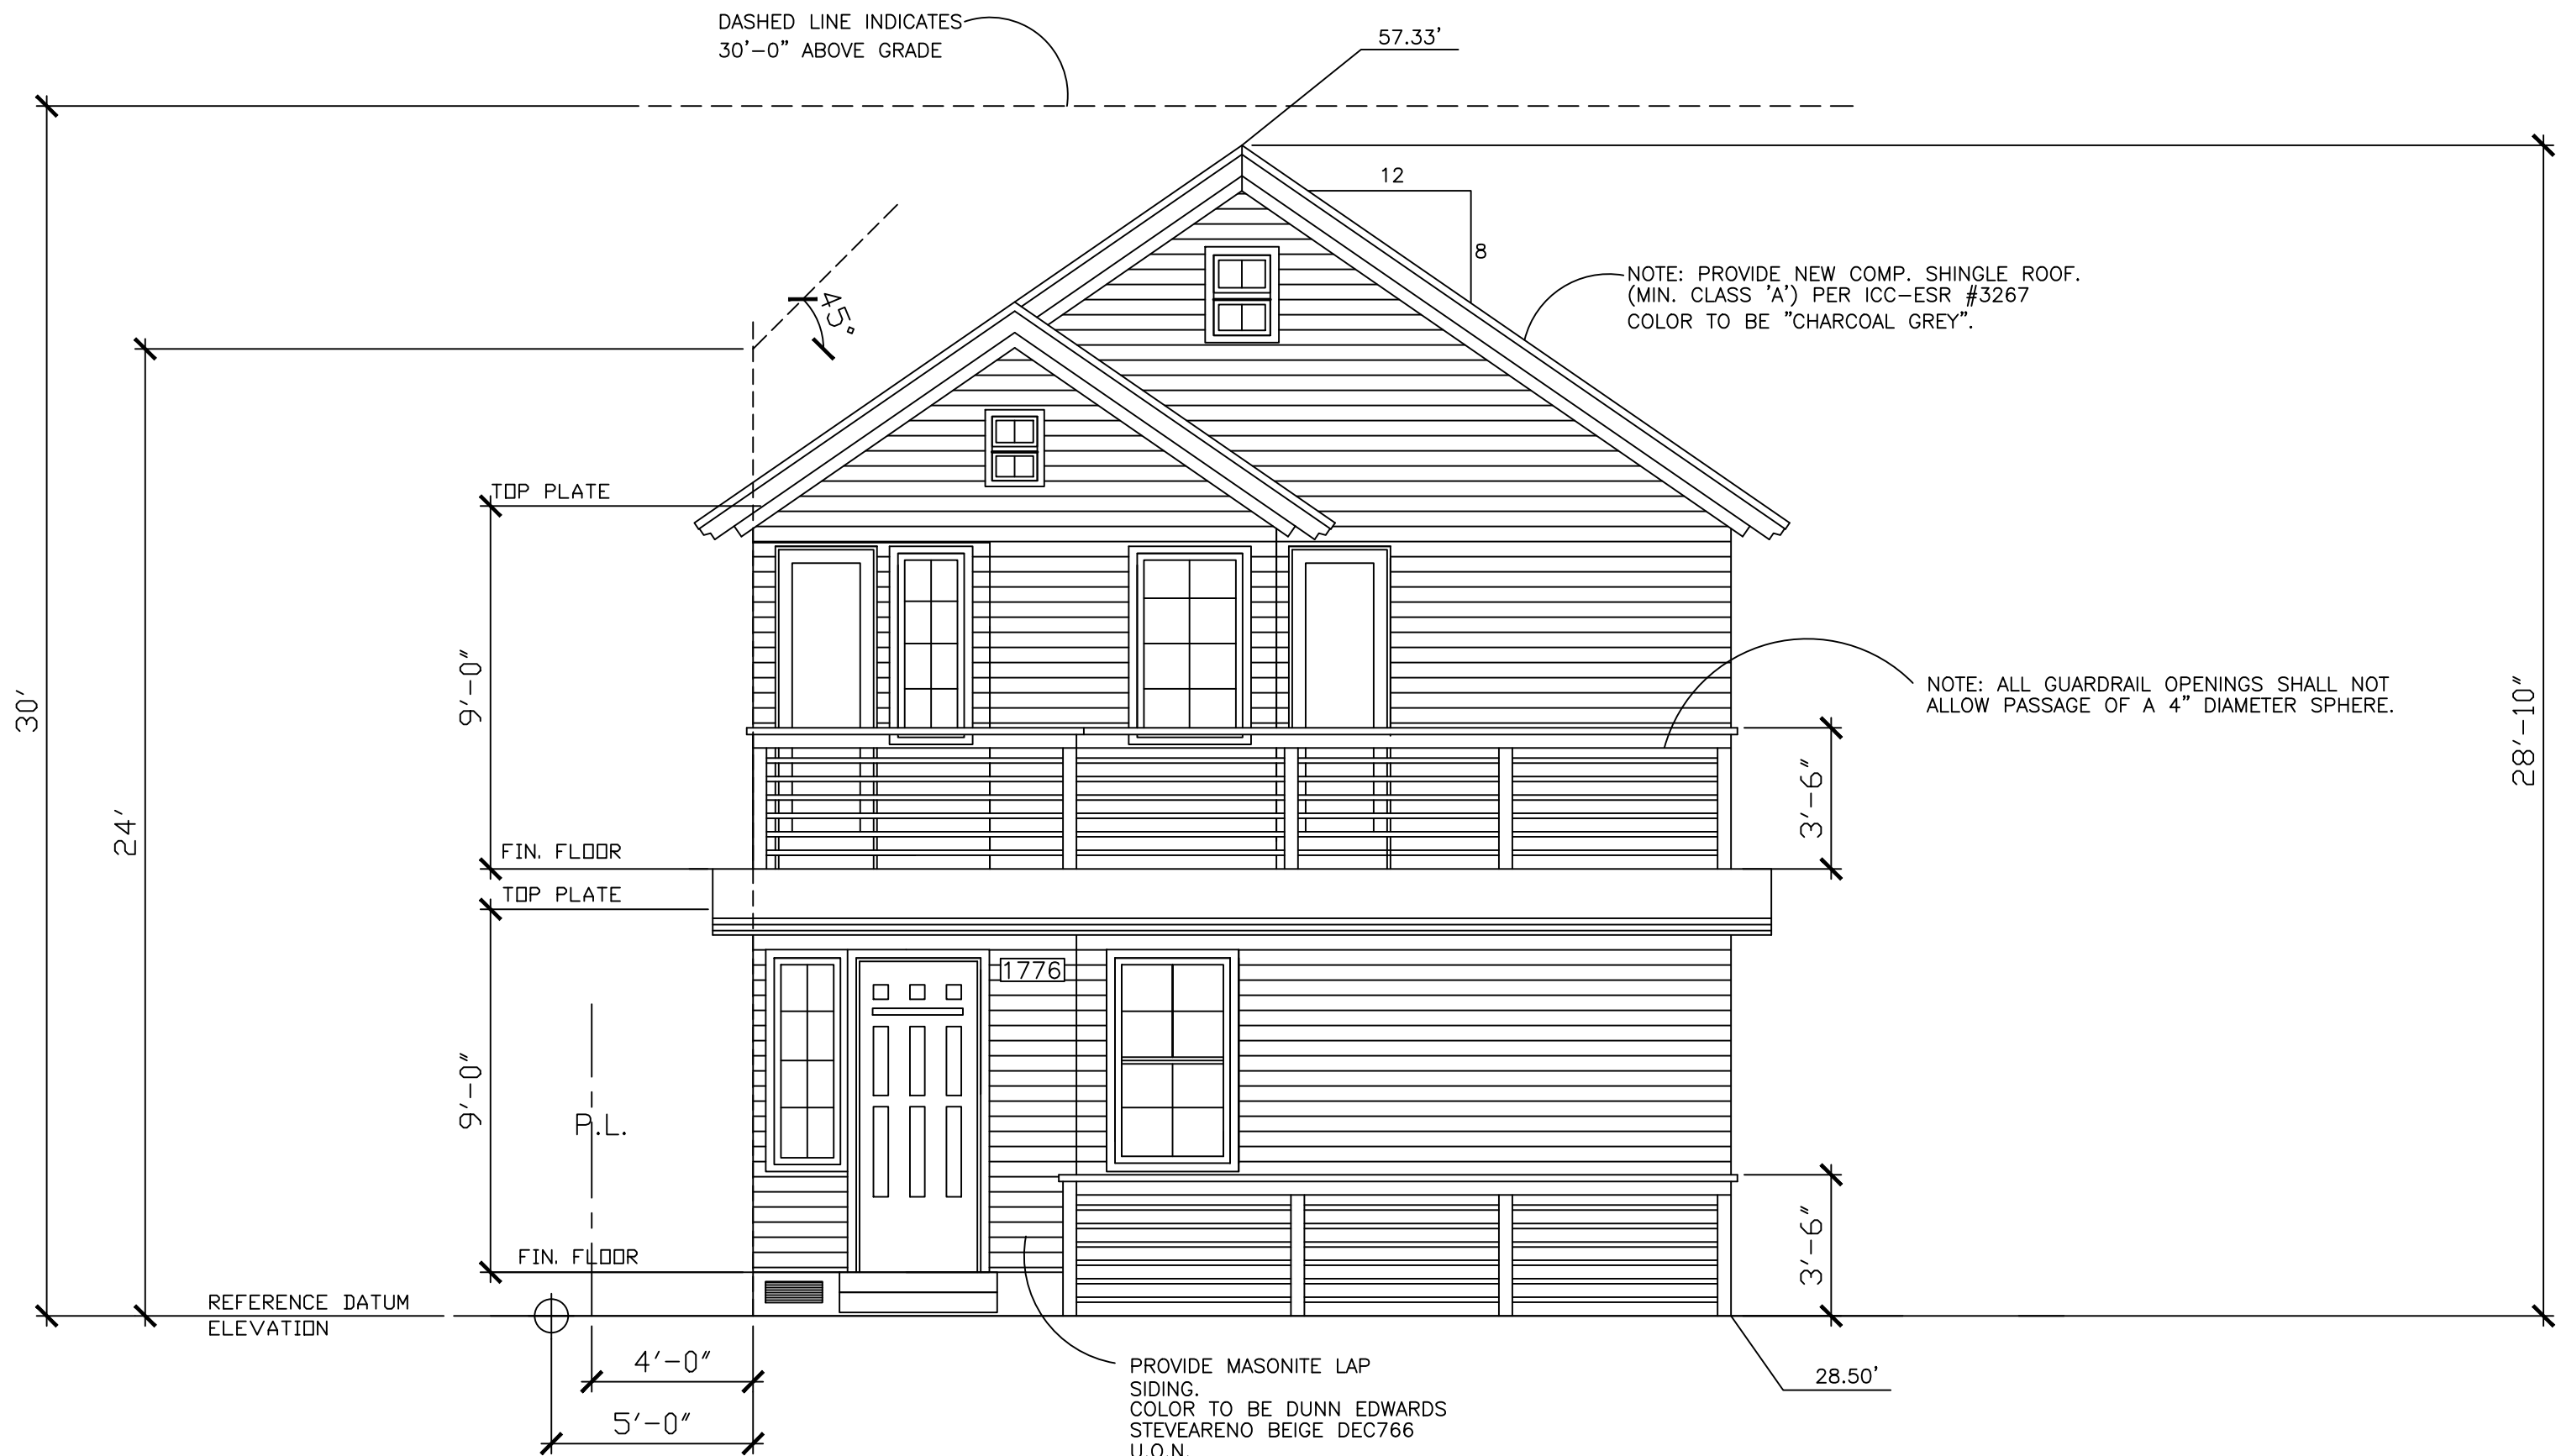 DASHED LINE INDICATES
30'-0" ABOVE GRADE
57.33'
12
8
45°
NOTE: PROVIDE NEW COMP. SHINGLE ROOF.
(MIN. CLASS 'A') PER ICC-ESR #3267
COLOR TO BE "CHARCOAL GREY".
TOP PLATE
30'
24'
9'-0"
NOTE: ALL GUARDRAIL OPENINGS SHALL NOT
ALLOW PASSAGE OF A 4" DIAMETER SPHERE.
28'-10"
3'-6"
FIN. FLOOR
TOP PLATE
1776
9'-0"
P.L.
3'-6"
FIN. FLOOR
REFERENCE DATUM
ELEVATION
4'-0"
5'-0"
PROVIDE MASONITE LAP
SIDING.
COLOR TO BE DUNN EDWARDS
STEVEARENO BEIGE DEC766
U.O.N.
28.50'